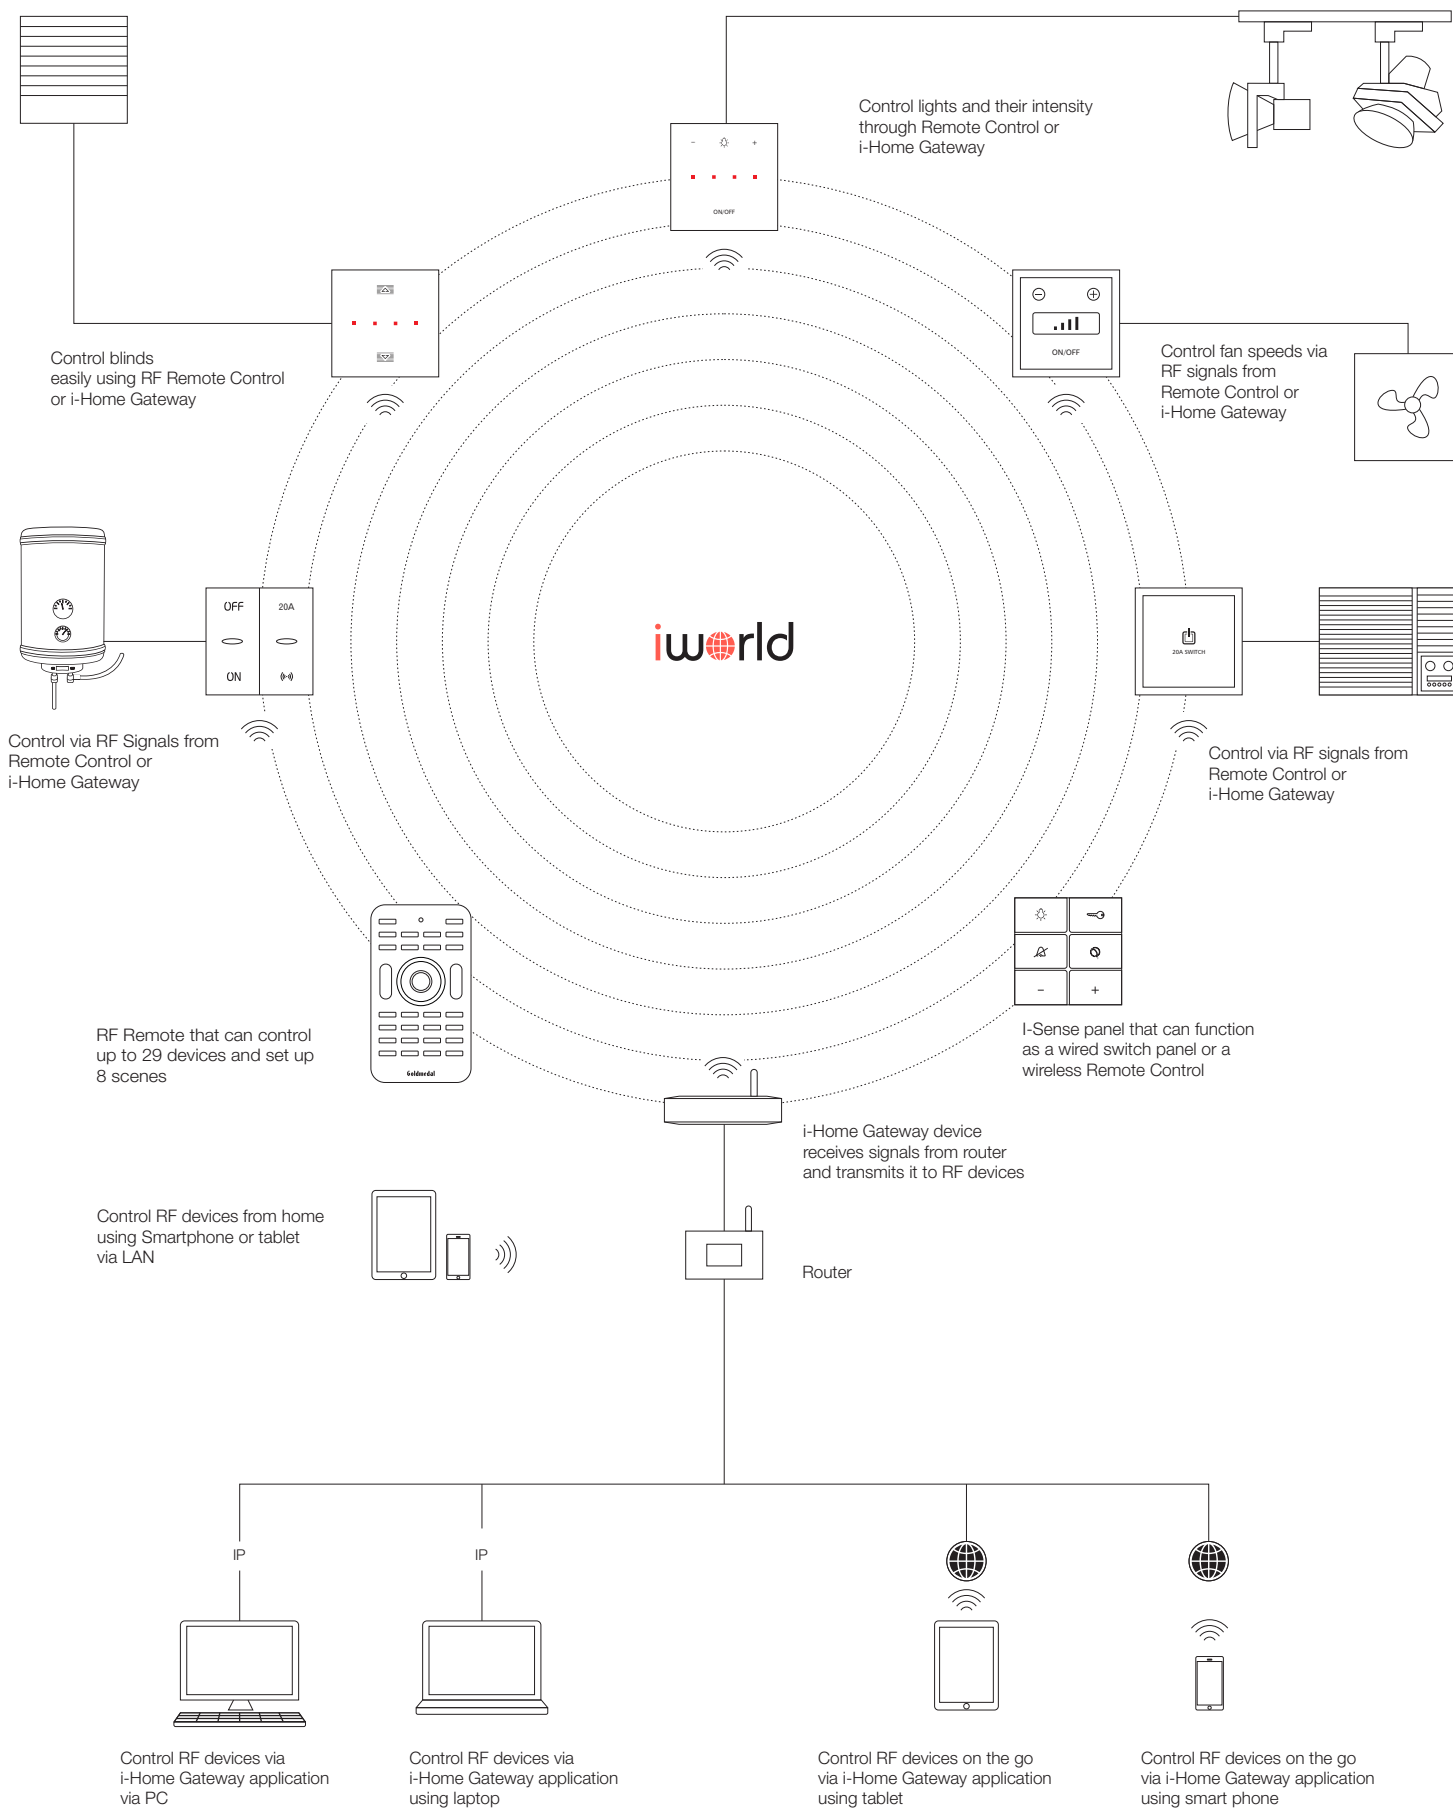 Control lights and their intensity
through Remote Control or
i-Home Gateway
− +
ON/OFF
Control blinds
easily using RF Remote Control
or i-Home Gateway
ON/OFF
Control fan speeds via
RF signals from
Remote Control or
i-Home Gateway
OFF 20A
ON
iworld
20A SWITCH
Control via RF Signals from
Remote Control or
i-Home Gateway
Control via RF signals from
Remote Control or
i-Home Gateway
− +
RF Remote that can control
up to 29 devices and set up
8 scenes
Goldmedal
I-Sense panel that can function
as a wired switch panel or a
wireless Remote Control
i-Home Gateway device
receives signals from router
and transmits it to RF devices
Control RF devices from home
using Smartphone or tablet
via LAN
Router
IP
IP
Control RF devices via
i-Home Gateway application
via PC
Control RF devices via
i-Home Gateway application
using laptop
Control RF devices on the go
via i-Home Gateway application
using tablet
Control RF devices on the go
via i-Home Gateway application
using smart phone